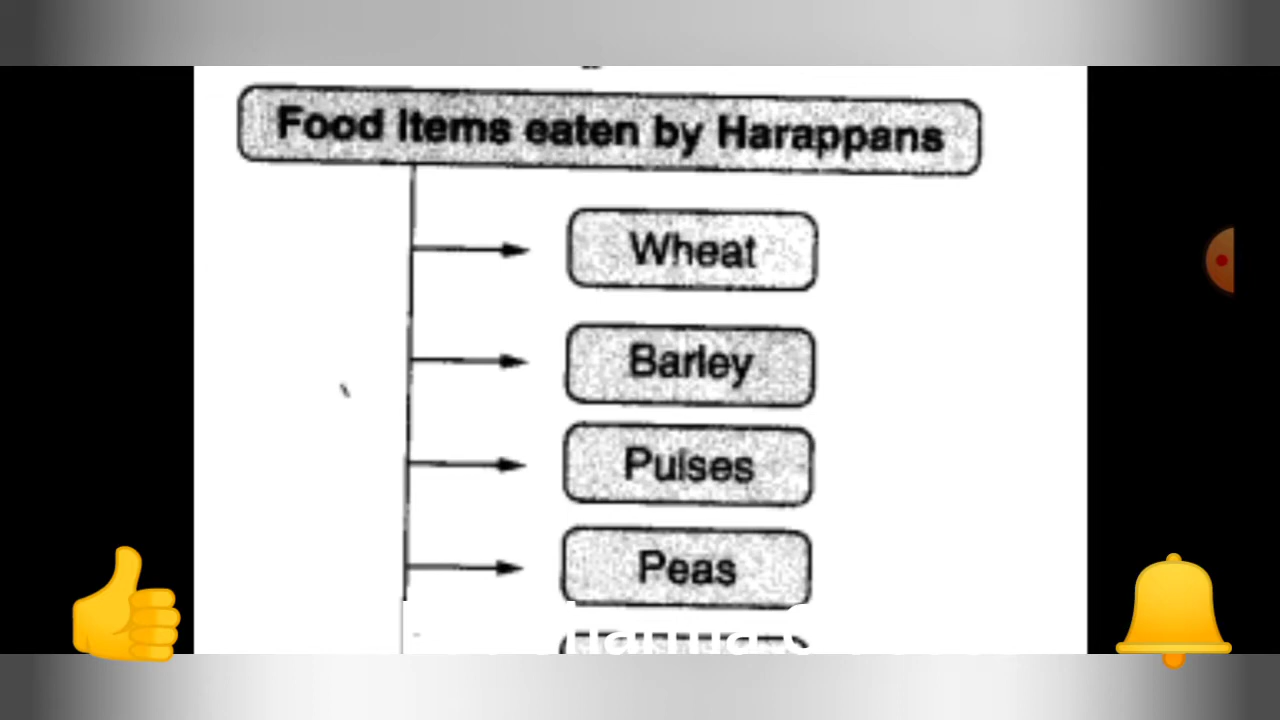 Food Items eaten by Harappans
Wheat
Barley
Pulses
Peas